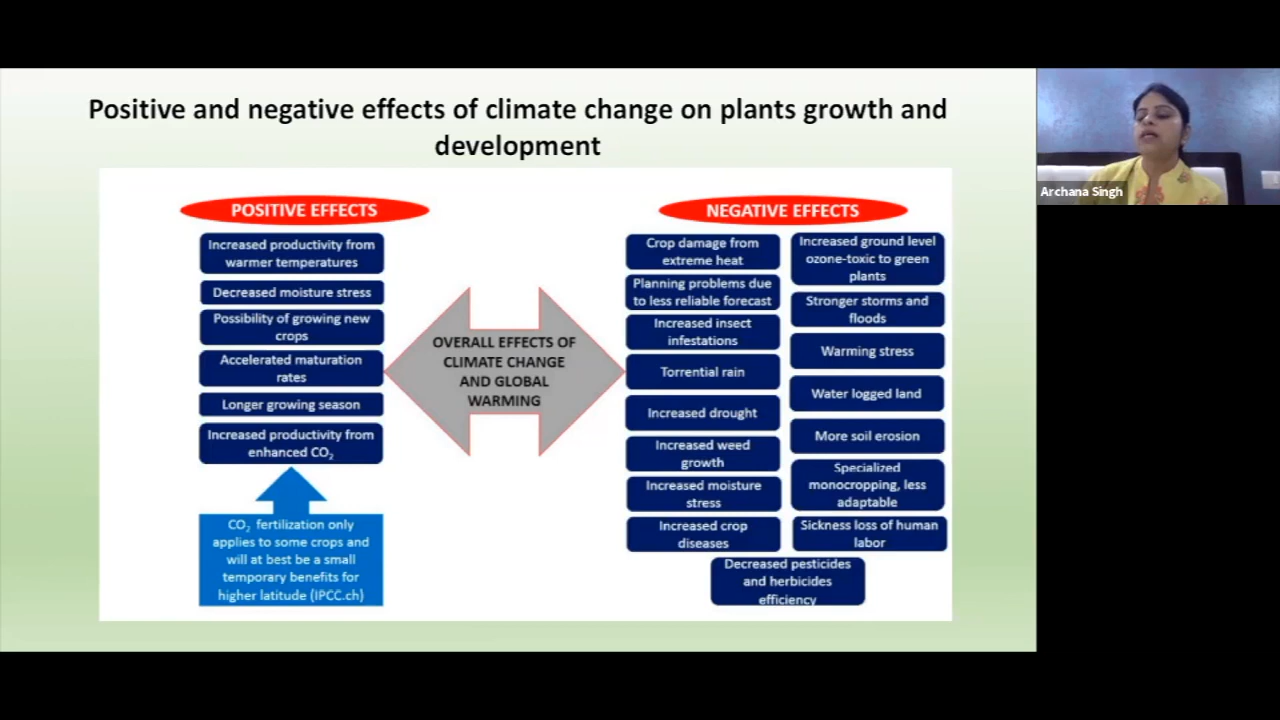 Positive and negative effects of climate change on plants growth and
development
POSITIVE EFFECTS
Increased productivity from
warmer temperatures
Decreased moisture stress
Possibility of growing new
crops
Accelerated maturation
rates
Longer growing season
Increased productivity from
enhanced CO₂
CO₂ fertilization only
applies to some crops and
will at best be a small
temporary benefits for
higher latitude (IPCC.ch)
OVERALL EFFECTS OF
CLIMATE CHANGE
AND GLOBAL
WARMING
NEGATIVE EFFECTS
Crop damage from
extreme heat
Planning problems due
to less reliable forecast
Increased insect
infestations
Torrential rain
Increased drought
Increased weed
growth
Increased moisture
stress
Increased crop
diseases
Increased ground level
ozone-toxic to green
plants
Stronger storms and
floods
Warming stress
Water logged land
More soil erosion
Specialized
monocropping, less
adaptable
Sickness loss of human
labor
Decreased pesticides
and herbicides
efficiency
Archana Singh